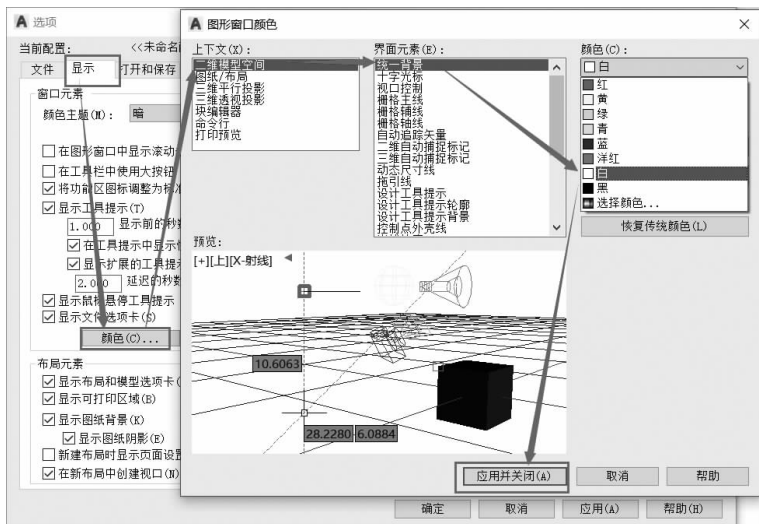 选项
当前配置: <<未命名
文件 显示 打开和保存
窗口元素
颜色主题(M): 暗
在图形窗口中显示滚动
在工具栏中使用大按钮
将功能区图标调整为标准
显示工具提示(T)
1.000 显示前的秒数
在工具提示中显示
显示扩展的工具提
2.000 延迟的秒数
显示鼠标悬停工具提示
显示文件选项卡(S)
颜色(C)...
布局元素
显示布局和模型选项卡(
显示可打印区域(B)
显示图纸背景(K)
显示图纸阴影(E)
新建布局时显示页面设
在新布局中创建视口(N)
确定 取消 应用(A) 帮助(H)
图形窗口颜色
上下文(X):
二维模型空间
图纸/布局
三维平行投影
三维透视投影
块编辑器
命令行
打印预览
界面元素(E):
统一背景
十字光标
视口控制
栅格主线
栅格辅线
栅格轴线
自动追踪矢量
二维自动捕捉标记
三维自动捕捉标记
动态尺寸线
拖引线
设计工具提示
设计工具提示轮廓
设计工具提示背景
控制点外壳线
颜色(C):
白
红
黄
绿
青
蓝
洋红
白
黑
选择颜色...
恢复传统颜色(L)
预览:
[+][上][X-射线]
10.6063
28.2280 6.0884
应用并关闭(A) 取消 帮助